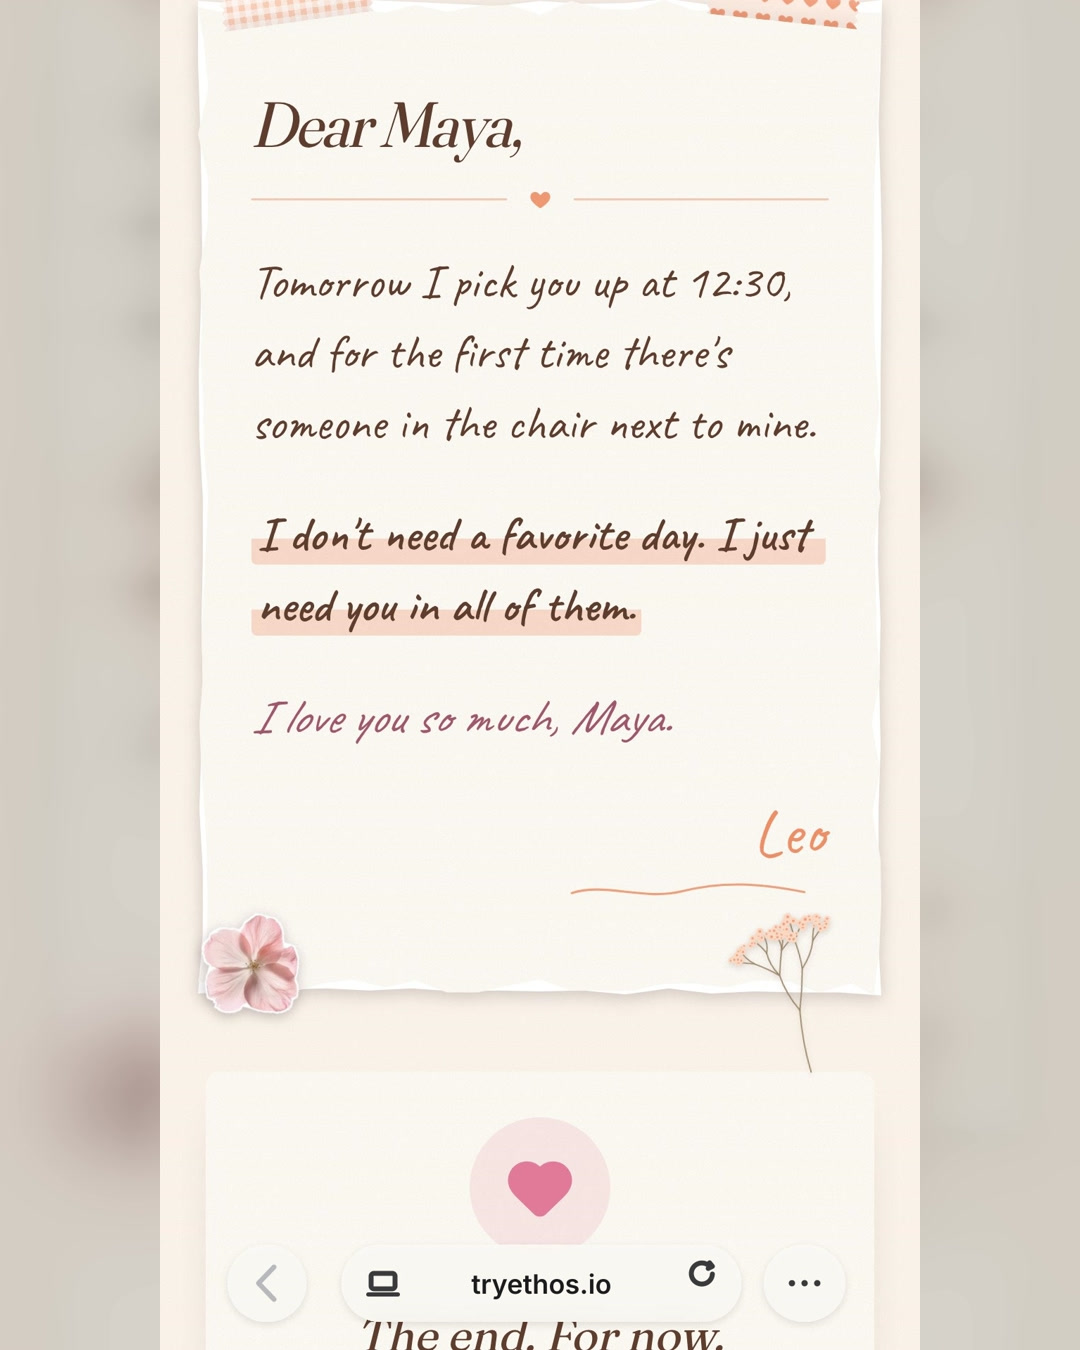 Dear Maya,
Tomorrow I pick you up at 12:30,
and for the first time there's
someone in the chair next to mine.
I don't need a favorite day. I just
need you in all of them.
I love you so much, Maya.
Leo
tryethos.io
The end. For now.